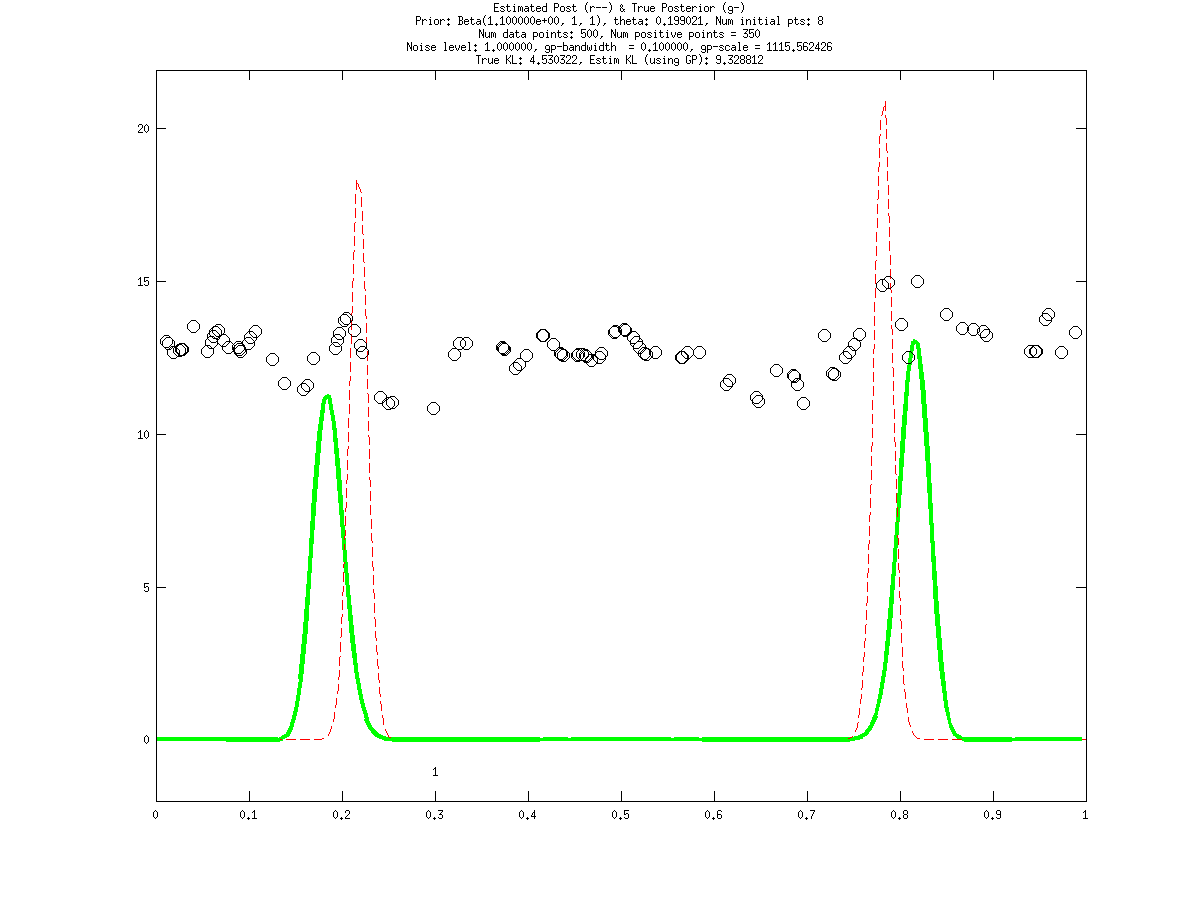 Estimated Post (r--) & True Posterior (g-)
Prior: Beta(1.100000e+00, 1, 1), theta: 0.199021, Num initial pts: 8
Num data points: 500, Num positive points = 350
Noise level: 1.000000, gp-bandwidth  = 0.100000, gp-scale = 1115.562426
True KL: 4.530322, Estim KL (using GP): 9.328812
20
15
10
5
0
1
0 0.1 0.2 0.3 0.4 0.5 0.6 0.7 0.8 0.9 1